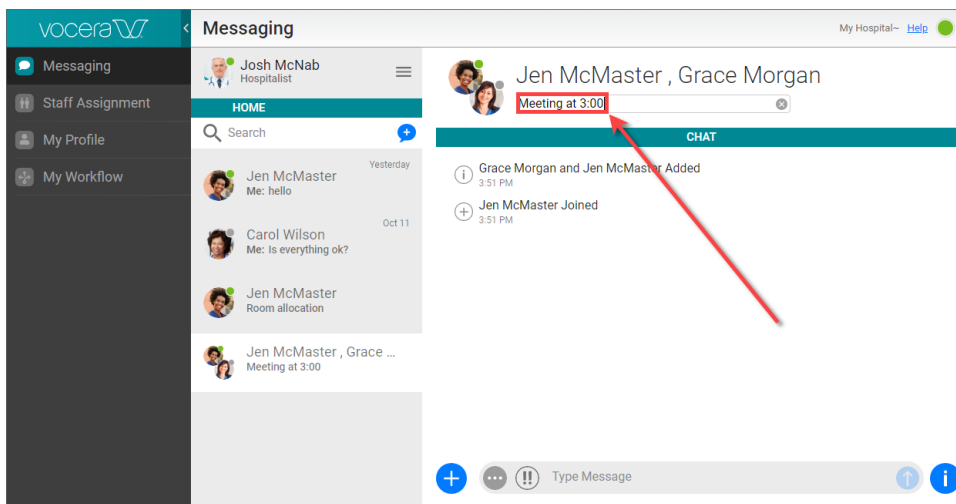 vocera
Messaging
My Hospital~ Help
Messaging
Staff Assignment
My Profile
My Workflow
Josh McNab
Hospitalist
HOME
Search
Yesterday
Jen McMaster
Me: hello
Oct 11
Carol Wilson
Me: Is everything ok?
Jen McMaster
Room allocation
Jen McMaster , Grace ...
Meeting at 3:00
Jen McMaster , Grace Morgan
Meeting at 3:00
CHAT
Grace Morgan and Jen McMaster Added
3:51 PM
Jen McMaster Joined
3:51 PM
Type Message